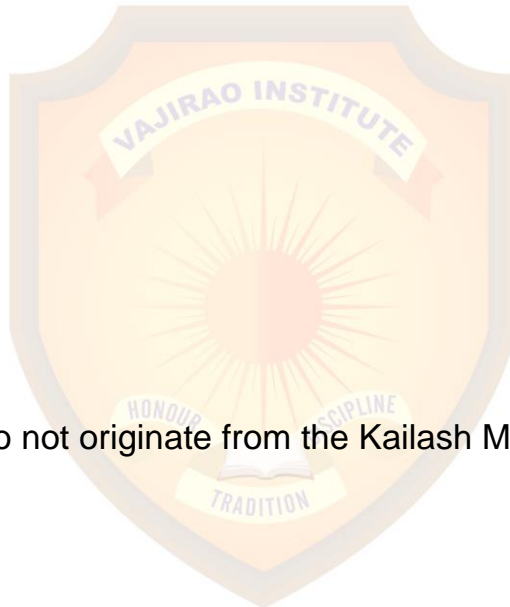 VAJIRAO INSTITUTE
o not originate from the Kailash M
HONOUR DISCIPLINE
TRADITION